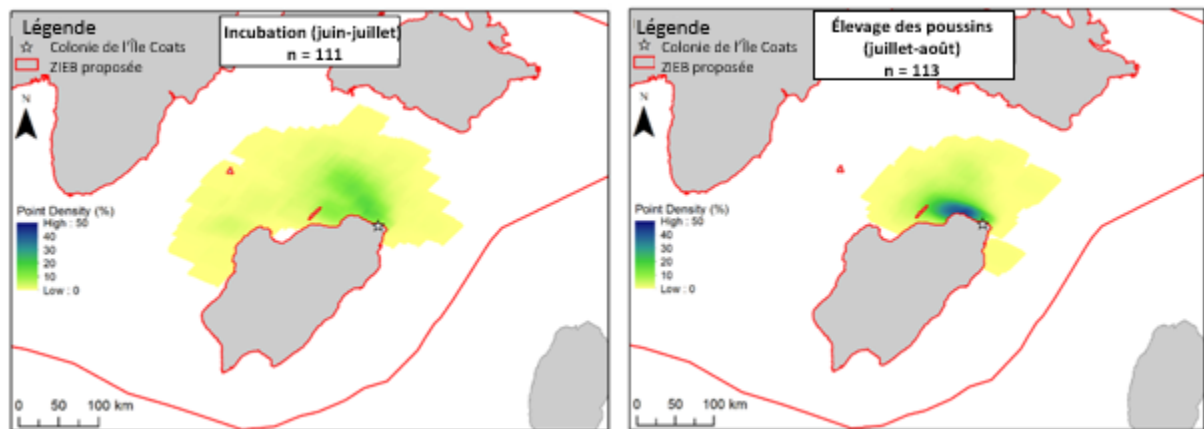 Légende
Colonie de l'Île Coats
ZIEB proposée
Incubation (juin-juillet)
n = 111
N
Point Density (%)
High : 50
40
30
20
10
Low : 0
0 50 100 km
Légende
Colonie de l'Île Coats
ZIEB proposée
Élevage des poussins
(juillet-août)
n = 113
N
Point Density (%)
High : 50
40
30
20
10
Low : 0
0 50 100 km